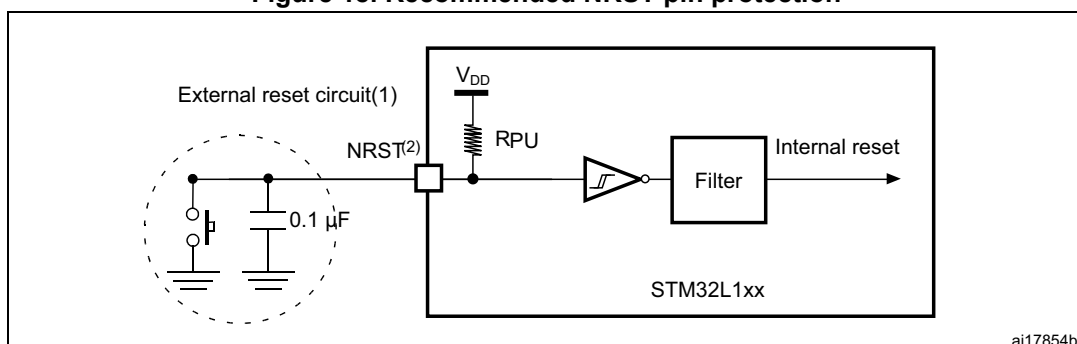 Figure 18. Recommended NRST pin protection
VDD
External reset circuit(1)
NRST(2)
RPU
Internal reset
Filter
0.1 µF
STM32L1xx
ai17854b